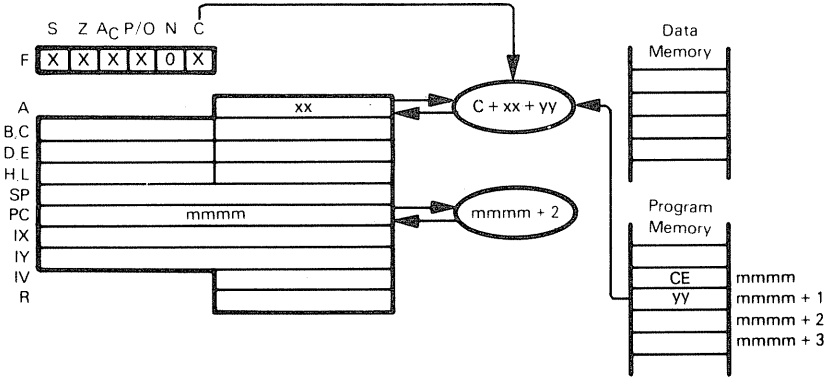 S Z AC P/O N C
F X X X X 0 X
Data
Memory
A xx
C + xx + yy
B,C
D,E
H,L
SP
PC mmmm
mmmm + 2
IX
IY
IV
R
Program
Memory
CE mmmm
yy mmmm + 1
mmmm + 2
mmmm + 3